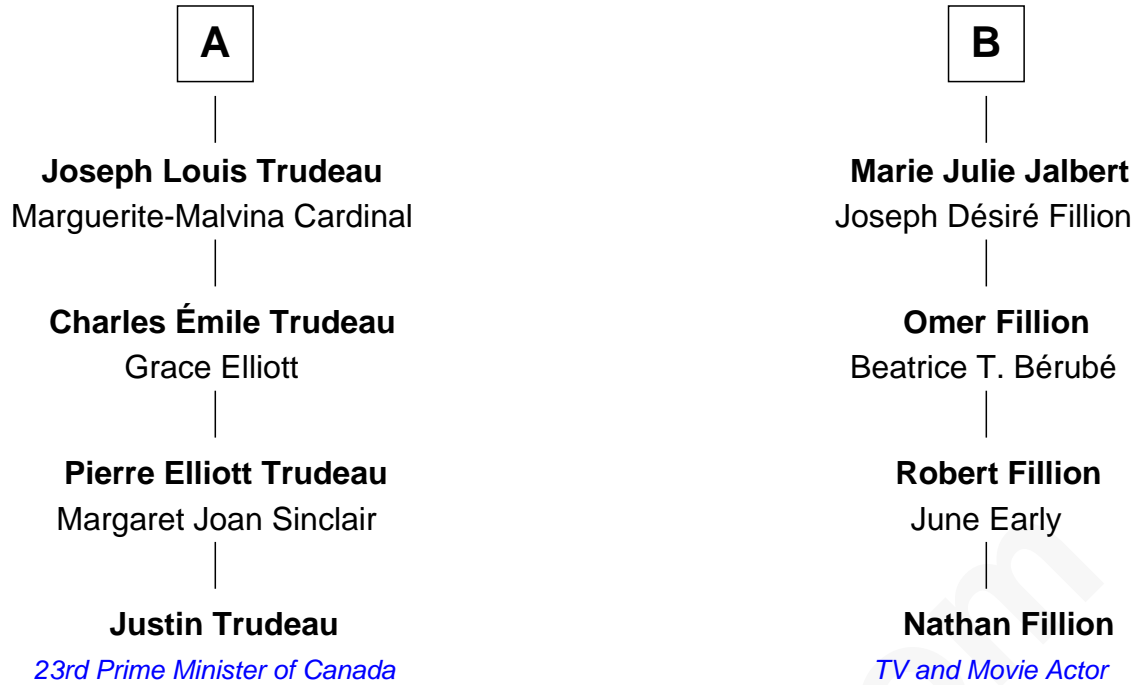 A
Joseph Louis Trudeau
Marguerite-Malvina Cardinal
Charles Émile Trudeau
Grace Elliott
Pierre Elliott Trudeau
Margaret Joan Sinclair
Justin Trudeau
23rd Prime Minister of Canada
B
Marie Julie Jalbert
Joseph Désiré Fillion
Omer Fillion
Beatrice T. Bérubé
Robert Fillion
June Early
Nathan Fillion
TV and Movie Actor